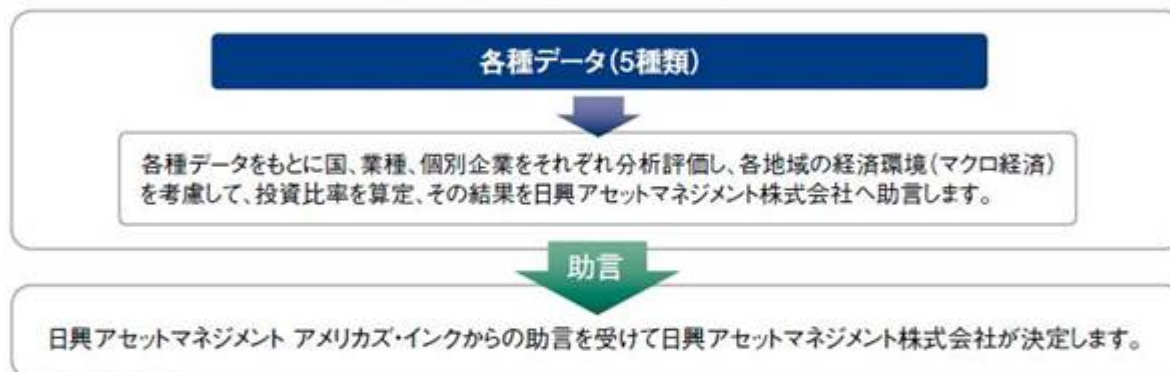 各種データ(5種類)
各種データをもとに国、業種、個別企業をそれぞれ分析評価し、各地域の経済環境(マクロ経済)
を考慮して、投資比率を算定、その結果を日興アセットマネジメント株式会社へ助言します。
助言
日興アセットマネジメント アメリカズ・インクからの助言を受けて日興アセットマネジメント株式会社が決定します。